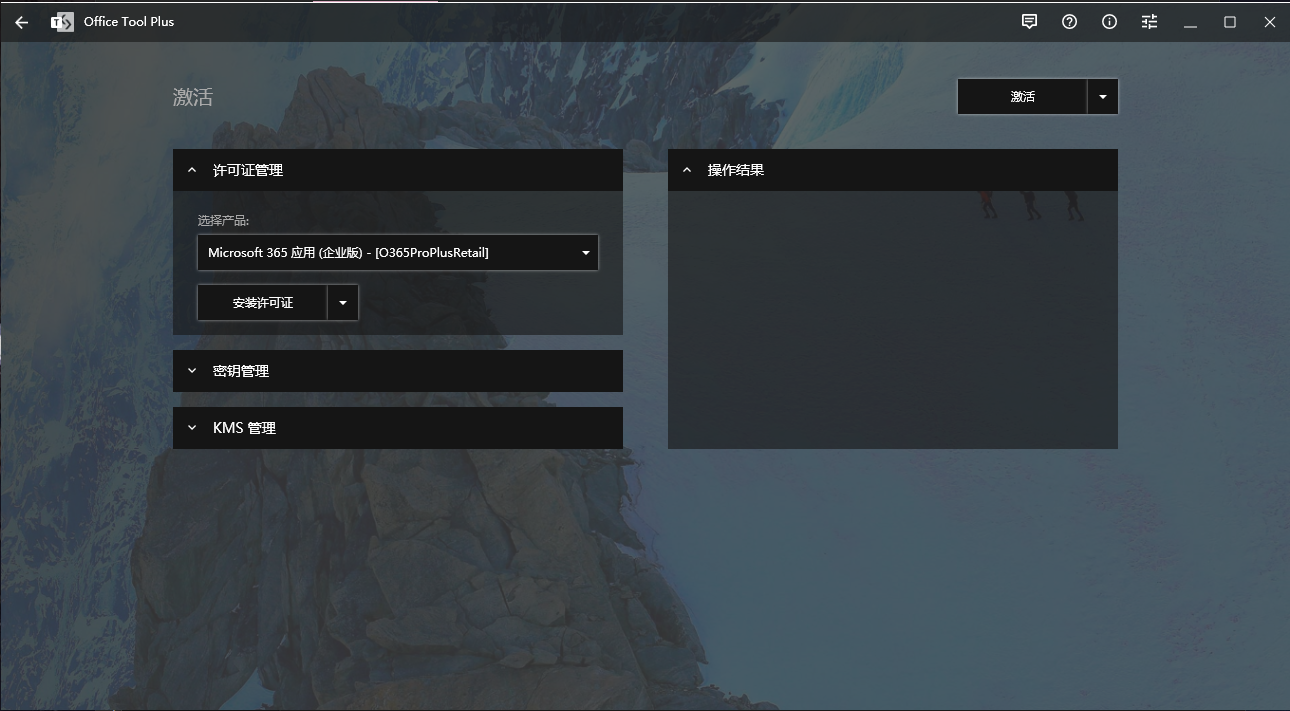 Office Tool Plus
激活
激活
许可证管理
选择产品:
Microsoft 365 应用 (企业版) - [O365ProPlusRetail]
安装许可证
密钥管理
KMS 管理
操作结果